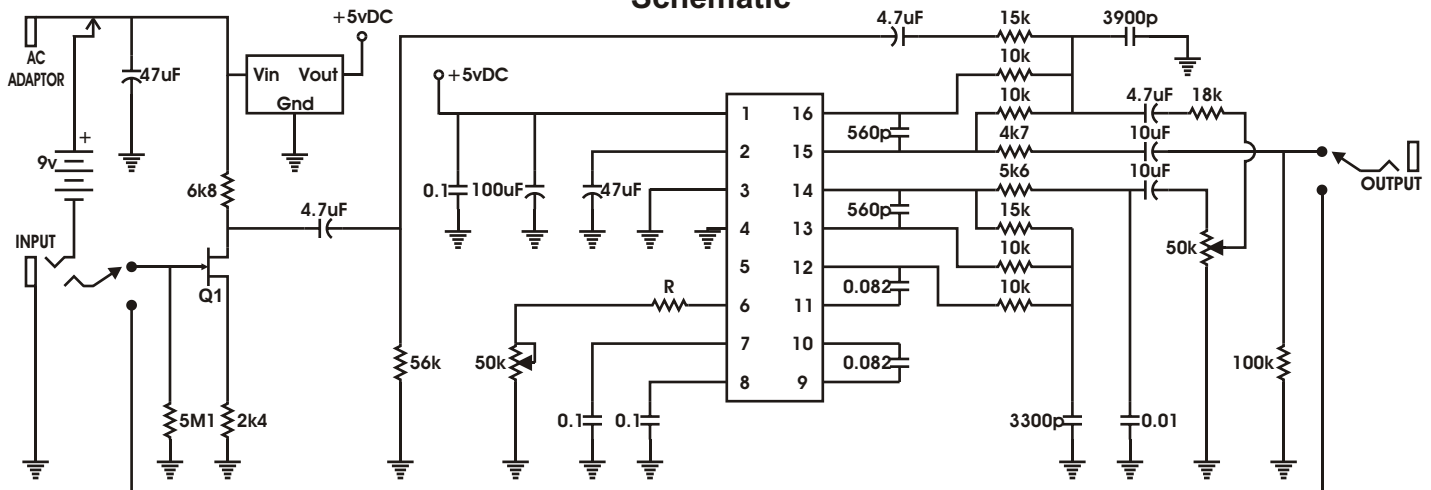 Schematic
+5vDC
4.7uF
15k
3900p
AC
ADAPTOR
47uF
Vin Vout
Gnd
+5vDC
10k
10k
4.7uF
18k
1
16
560p
4k7
10uF
2
15
9v
+
5k6
10uF
OUTPUT
6k8
0.1
100uF
47uF
3
14
4.7uF
560p
15k
4
13
INPUT
10k
50k
Q1
5
12
0.082
10k
R
6
11
56k
50k
7
10
0.082
100k
8
9
5M1
2k4
0.1
0.1
3300p
0.01